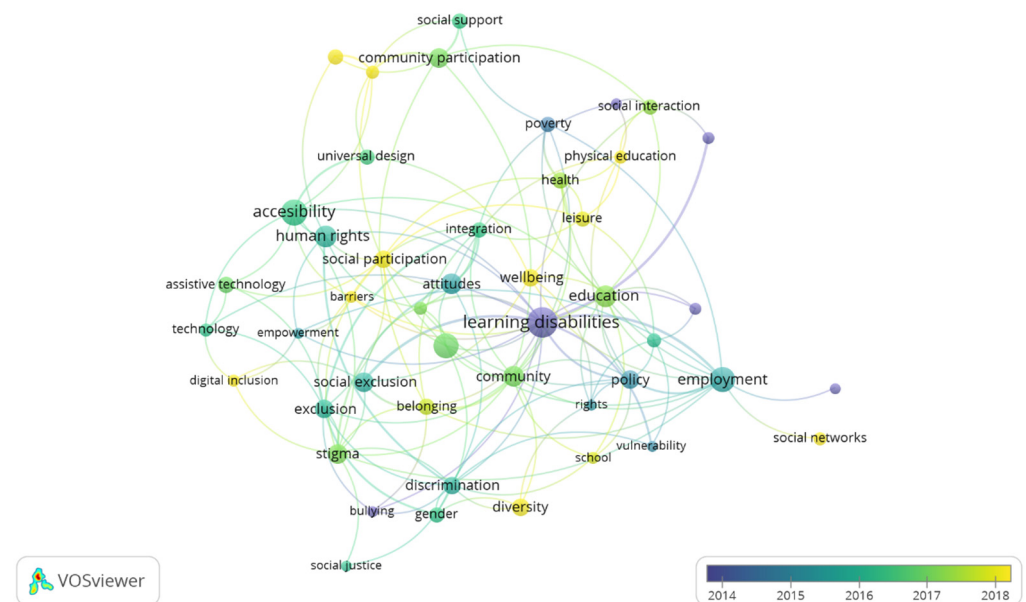 social support
community participation
social interaction
poverty
universal design
physical education
health
accesibility
leisure
human rights
integration
social participation
wellbeing
assistive technology
attitudes
barriers
education
learning disabilities
technology
empowerment
digital inclusion
social exclusion
community
policy
employment
exclusion
belonging
rights
social networks
stigma
vulnerability
school
discrimination
bullying
gender
diversity
social justice
VOSviewer
2014 2015 2016 2017 2018